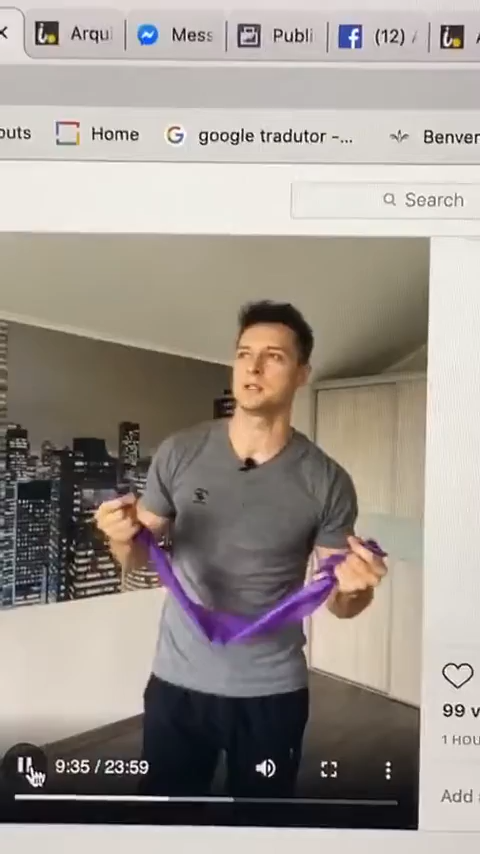 Arqu
Mess
Publi
(12)
outs
Home
google tradutor -...
Benver
Search
9:35 / 23:59
99 v
1 HOU
Add